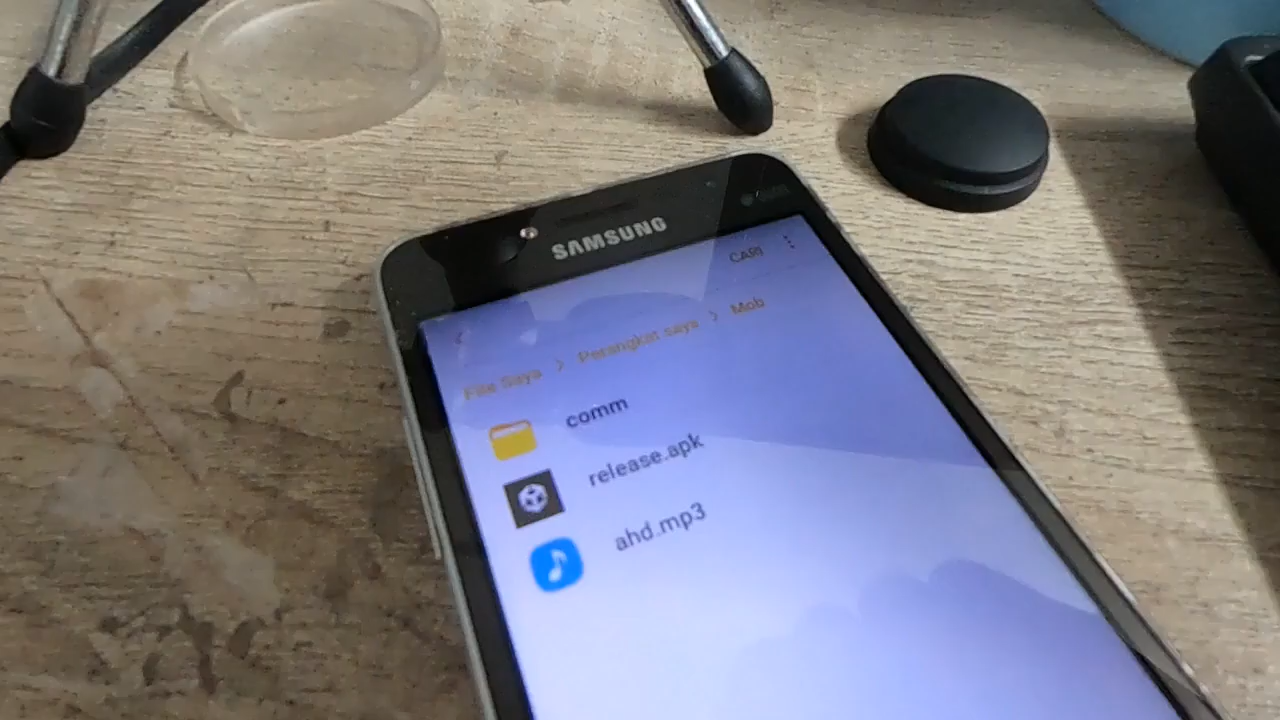 SAMSUNG
CARI
File Saya > Perangkat saya > Mob
comm
release.apk
ahd.mp3